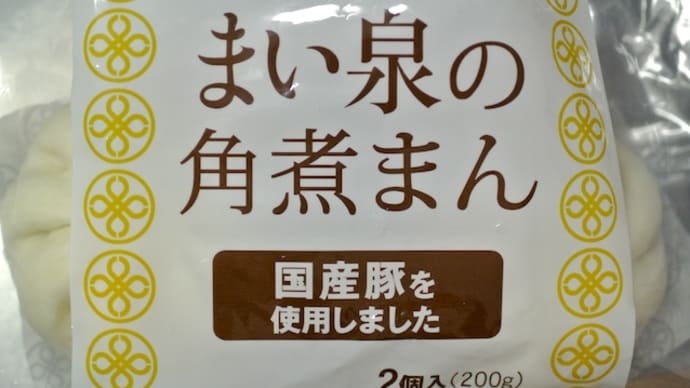 まい泉の
角煮まん
国産豚を
使用しました
2個入(200g)